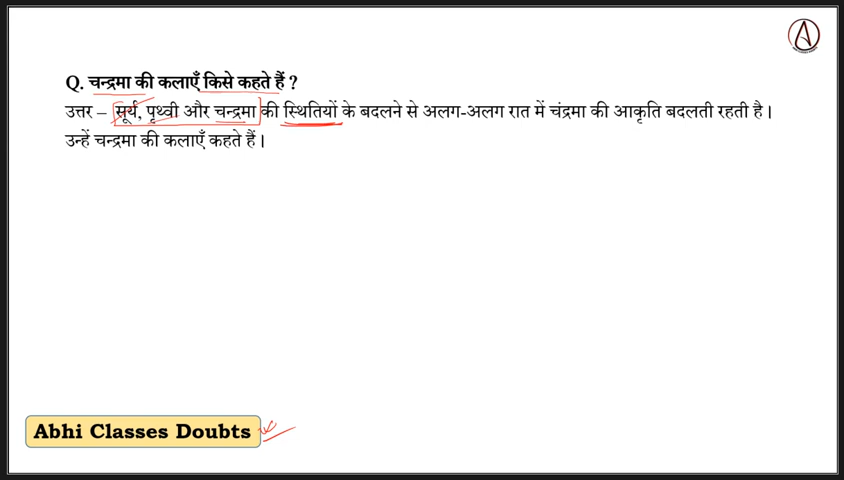 Q. चन्द्रमा की कलाएँ किसे कहते हैं ?
उत्तर – सूर्य, पृथ्वी और चन्द्रमा की स्थितियों के बदलने से अलग-अलग रात में चंद्रमा की आकृति बदलती रहती है।
उन्हें चन्द्रमा की कलाएँ कहते हैं।
Abhi Classes Doubts